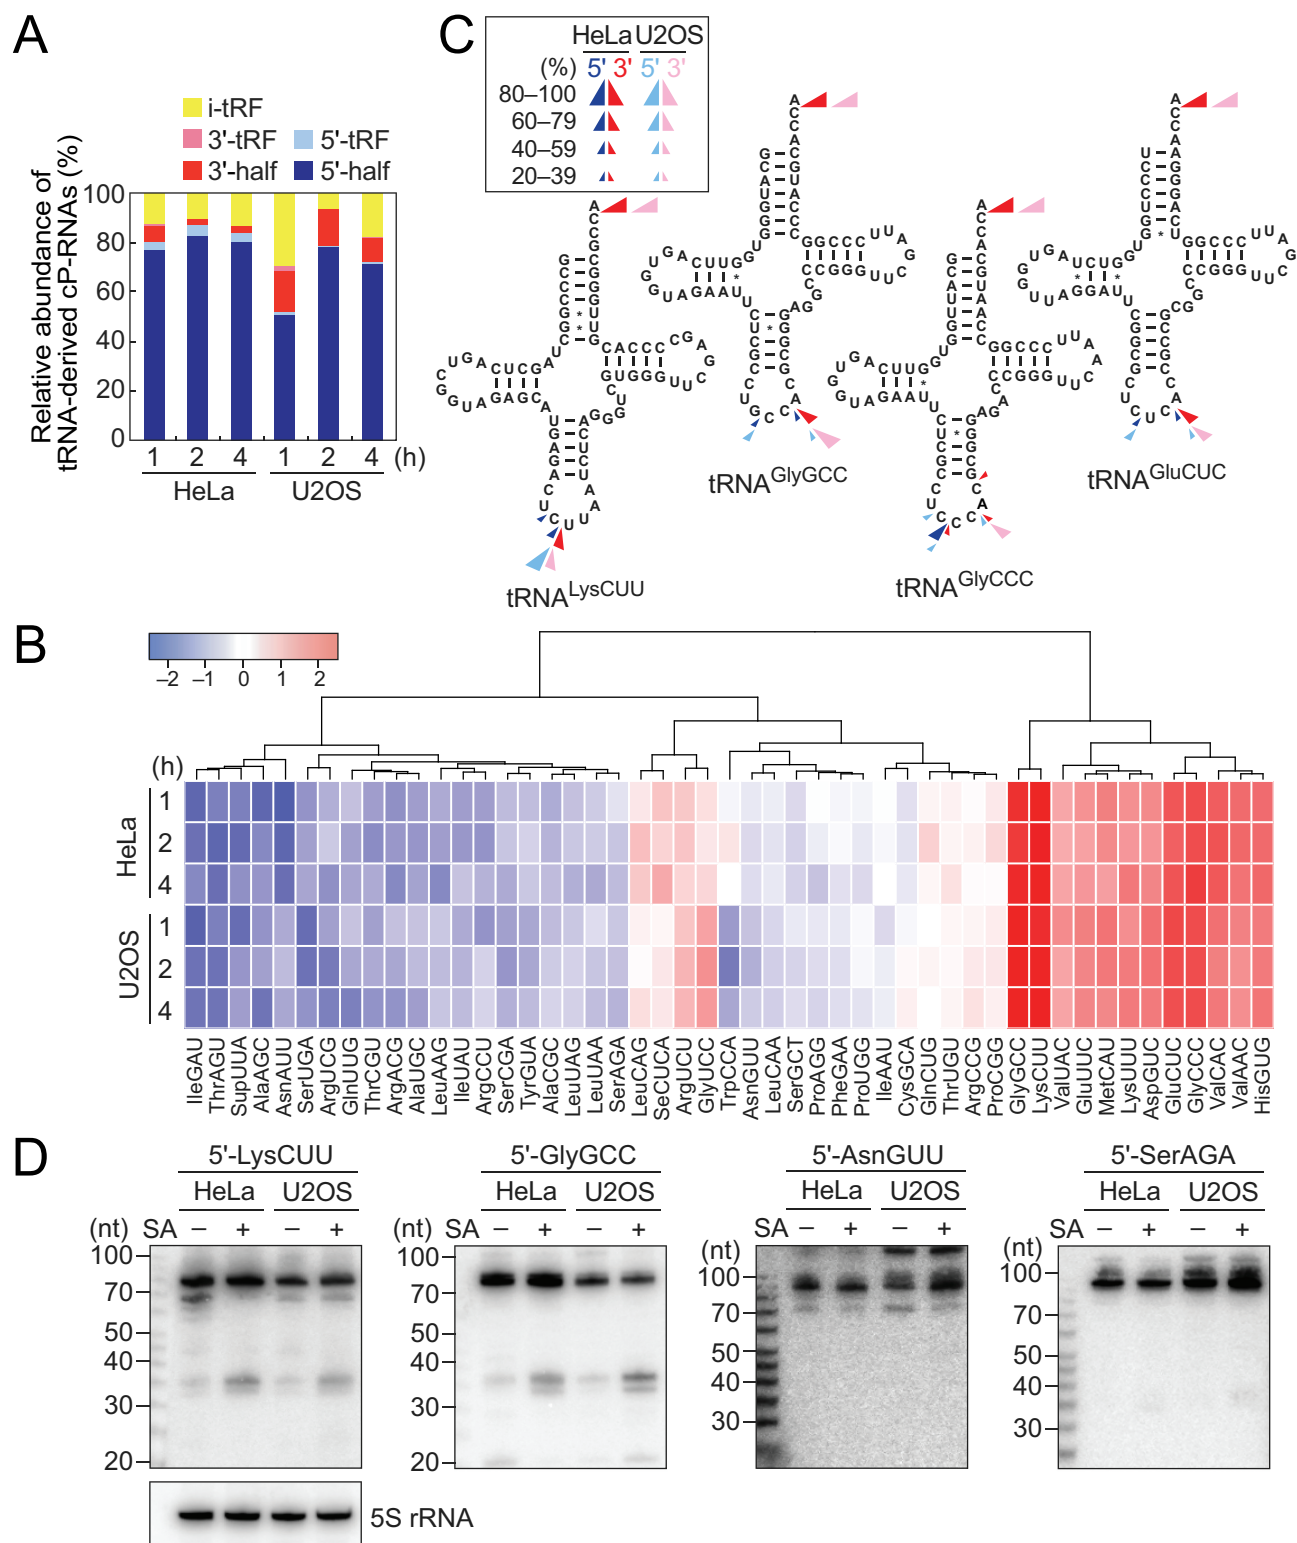 A
i-tRF
3'-tRF 5'-tRF
3'-half 5'-half
Relative abundance of
tRNA-derived cP-RNAs (%)
100
80
60
40
20
0
1 2 4 1 2 4 (h)
HeLa U2OS
C
HeLa U2OS
(%) 5' 3' 5' 3'
80–100
60–79
40–59
20–39
tRNA LysCUU
tRNA GlyGCC
tRNA GlyCCC
tRNA GluCUC
B
–2 –1 0 1 2
(h)
HeLa
1
2
4
U2OS
1
2
4
IleGAU
ThrAGU
SupUUA
AlaAGC
AsnAUU
SerUGA
ArgUCG
GlnUUG
ThrCGU
ArgACG
AlaUGC
LeuAAG
IleUAU
ArgCCU
SerCGA
TyrGUA
AlaCGC
LeuUAG
LeuUAA
SerAGA
LeuCAG
SeCUCA
ArgUCU
GlyUCC
TrpCCA
AsnGUU
LeuCAA
SerGCT
ProAGG
PheGAA
ProUGG
IleAAU
CysGCA
GlnCUG
ThrUGU
ArgCCG
ProCGG
GlyGCC
LysCUU
ValUAC
GluUUC
MetCAU
LysUUU
AspGUC
GluCUC
GlyCCC
ValCAC
ValAAC
HisGUG
D
5'-LysCUU
HeLa U2OS
(nt) SA – + – +
100
70
50
40
30
20
5S rRNA
5'-GlyGCC
HeLa U2OS
(nt) SA – + – +
100
70
50
40
30
20
5'-AsnGUU
HeLa U2OS
SA – + – +
(nt)
100
70
50
40
30
5'-SerAGA
HeLa U2OS
SA – + – +
(nt)
100
70
50
40
30